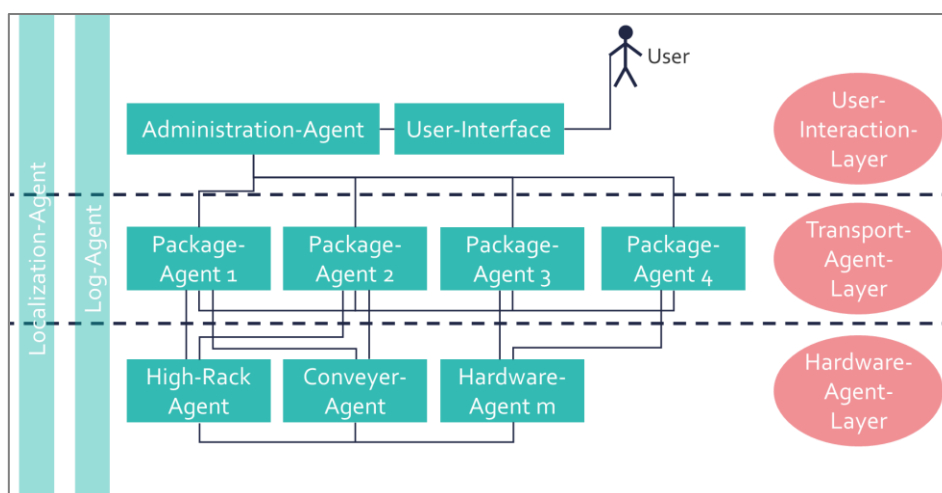 User
Administration-Agent
User-Interface
User-
Interaction-
Layer
Localization-Agent
Log-Agent
Package-
Agent 1
Package-
Agent 2
Package-
Agent 3
Package-
Agent 4
Transport-
Agent-
Layer
High-Rack
Agent
Conveyer-
Agent
Hardware-
Agent m
Hardware-
Agent-
Layer